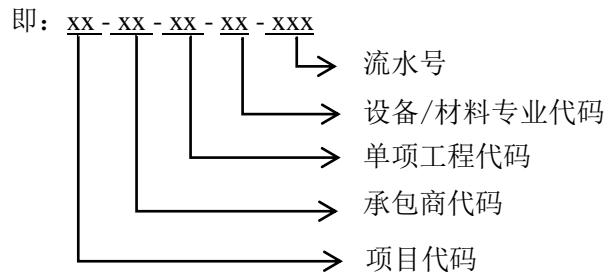 即：xx - xx - xx - xx - xxx
流水号
设备/材料专业代码
单项工程代码
承包商代码
项目代码